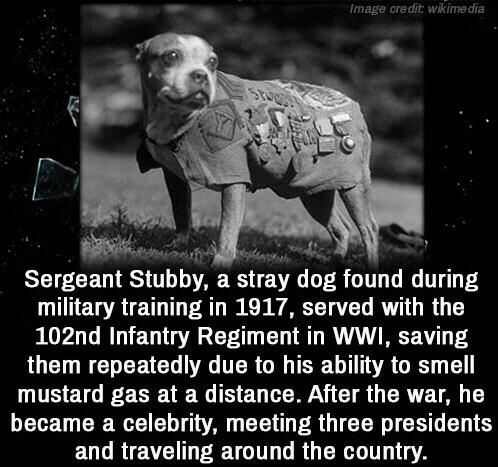 Image credit: wikimedia
STUBBY
Sergeant Stubby, a stray dog found during
military training in 1917, served with the
102nd Infantry Regiment in WWI, saving
them repeatedly due to his ability to smell
mustard gas at a distance. After the war, he
became a celebrity, meeting three presidents
and traveling around the country.